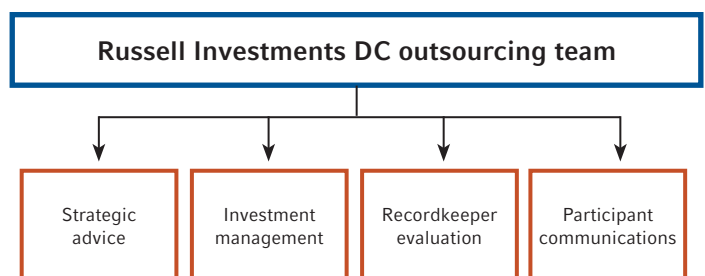 Russell Investments DC outsourcing team
Strategic
advice
Investment
management
Recordkeeper
evaluation
Participant
communications